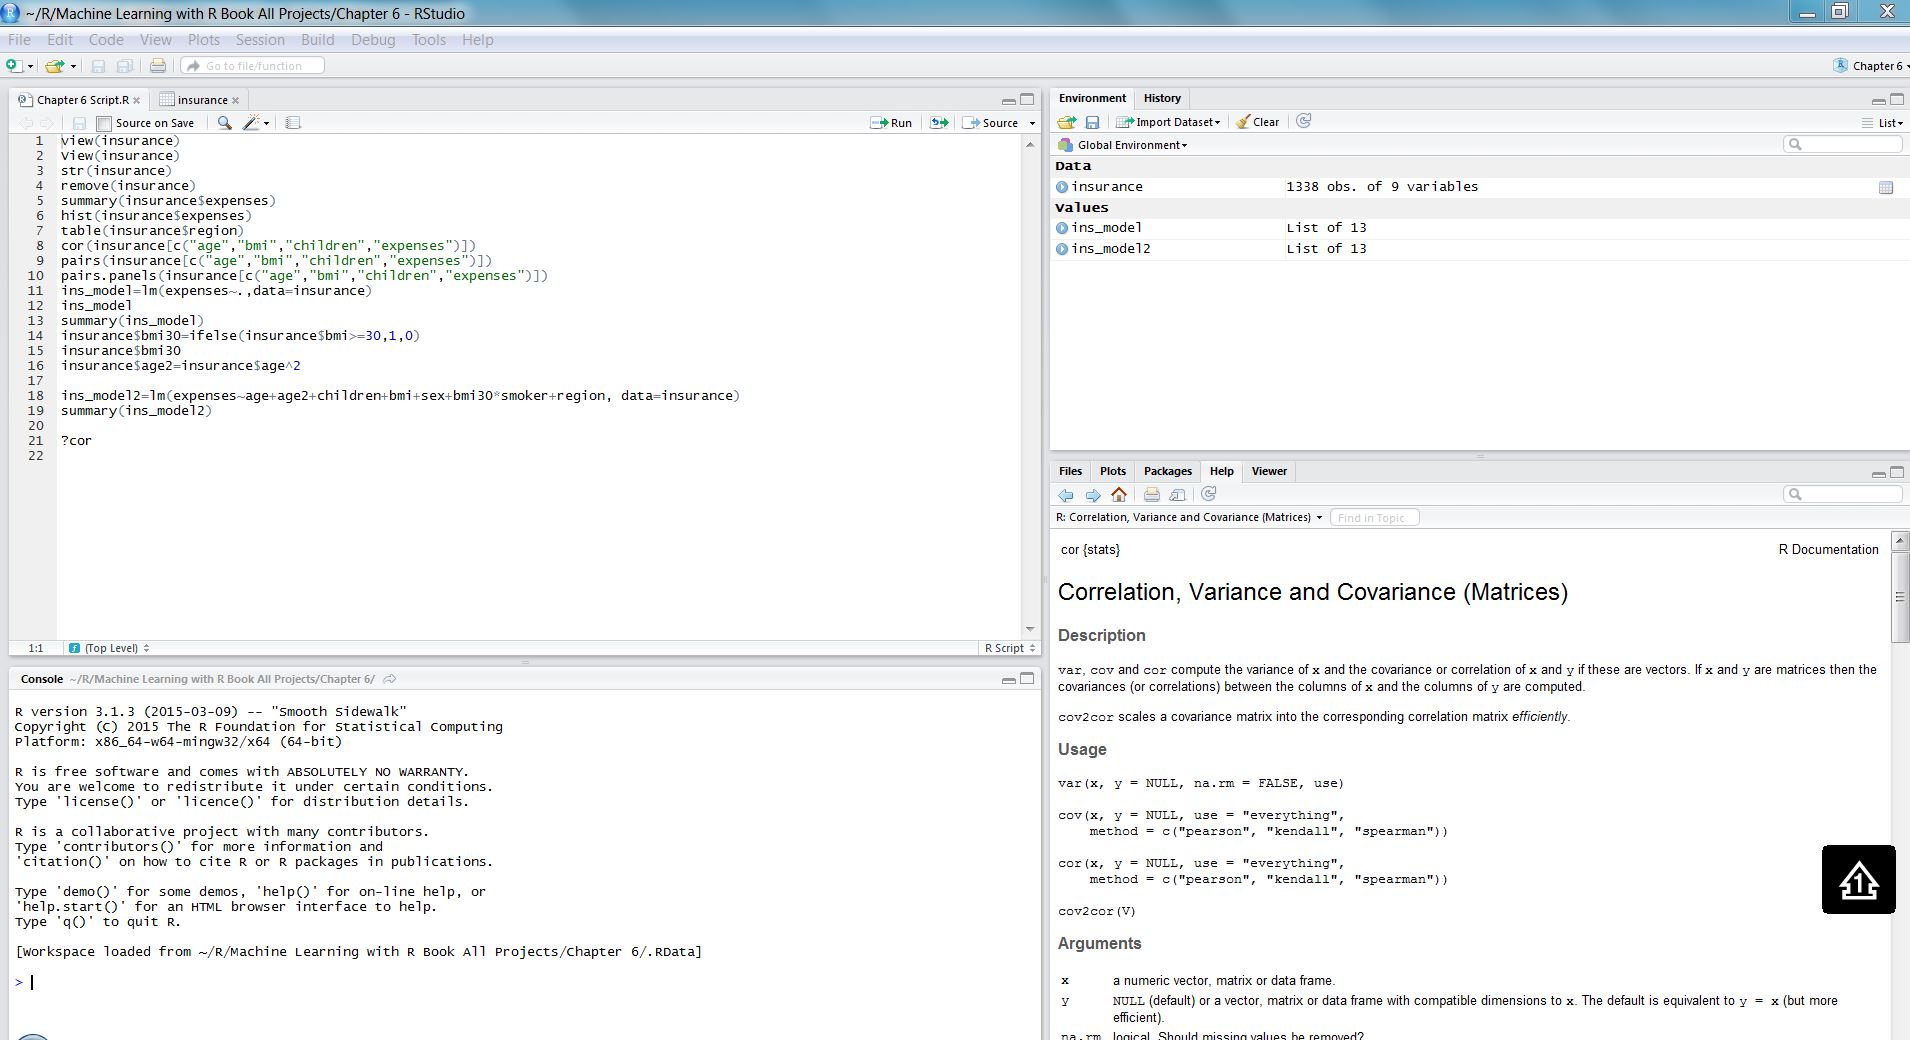 ~/R/Machine Learning with R Book All Projects/Chapter 6 - RStudio
File Edit Code View Plots Session Build Debug Tools Help
Go to file/function
Chapter 6
Chapter 6 Script.R insurance
Source on Save Run Source
1 view(insurance)
2 View(insurance)
3 str(insurance)
4 remove(insurance)
5 summary(insurance$expenses)
6 hist(insurance$expenses)
7 table(insurance$region)
8 cor(insurance[c("age","bmi","children","expenses")])
9 pairs(insurance[c("age","bmi","children","expenses")])
10 pairs.panels(insurance[c("age","bmi","children","expenses")])
11 ins_model=lm(expenses~.,data=insurance)
12 ins_model
13 summary(ins_model)
14 insurance$bmi30=ifelse(insurance$bmi>=30,1,0)
15 insurance$bmi30
16 insurance$age2=insurance$age^2
17
18 ins_model2=lm(expenses~age+age2+children+bmi+sex+bmi30*smoker+region, data=insurance)
19 summary(ins_model2)
20
21 ?cor
22
1:1 (Top Level) R Script
Console ~/R/Machine Learning with R Book All Projects/Chapter 6/
R version 3.1.3 (2015-03-09) -- "Smooth Sidewalk"
Copyright (C) 2015 The R Foundation for Statistical Computing
Platform: x86_64-w64-mingw32/x64 (64-bit)
R is free software and comes with ABSOLUTELY NO WARRANTY.
You are welcome to redistribute it under certain conditions.
Type 'license()' or 'licence()' for distribution details.
R is a collaborative project with many contributors.
Type 'contributors()' for more information and
'citation()' on how to cite R or R packages in publications.
Type 'demo()' for some demos, 'help()' for on-line help, or
'help.start()' for an HTML browser interface to help.
Type 'q()' to quit R.
[Workspace loaded from ~/R/Machine Learning with R Book All Projects/Chapter 6/.RData]
>
Environment History
Import Dataset Clear List
Global Environment
Data
insurance 1338 obs. of 9 variables
Values
ins_model List of 13
ins_model2 List of 13
Files Plots Packages Help Viewer
R: Correlation, Variance and Covariance (Matrices) Find in Topic
cor {stats} R Documentation
Correlation, Variance and Covariance (Matrices)
Description
var, cov and cor compute the variance of x and the covariance or correlation of x and y if these are vectors. If x and y are matrices then the
covariances (or correlations) between the columns of x and the columns of y are computed.
cov2cor scales a covariance matrix into the corresponding correlation matrix efficiently.
Usage
var(x, y = NULL, na.rm = FALSE, use)
cov(x, y = NULL, use = "everything",
method = c("pearson", "kendall", "spearman"))
cor(x, y = NULL, use = "everything",
method = c("pearson", "kendall", "spearman"))
cov2cor(V)
Arguments
x a numeric vector, matrix or data frame.
y NULL (default) or a vector, matrix or data frame with compatible dimensions to x. The default is equivalent to y = x (but more
efficient).
na.rm logical. Should missing values be removed?
1